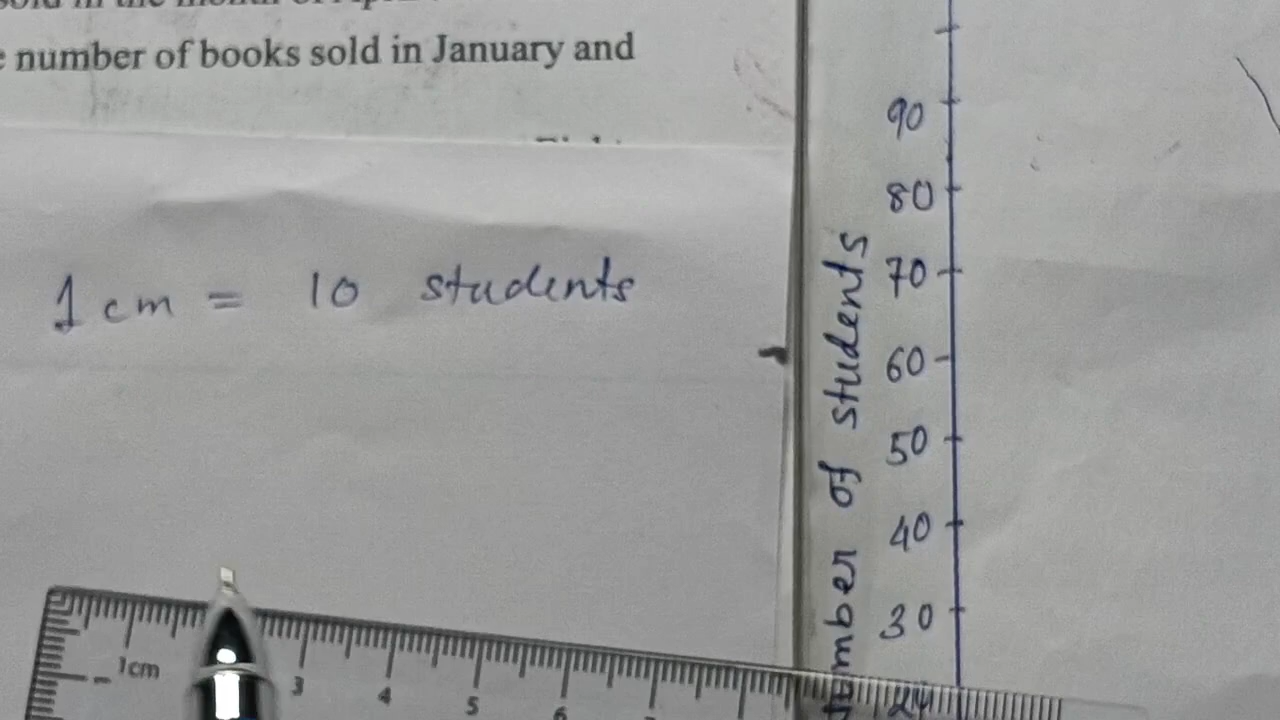 number of books sold in January and
1 cm = 10 students
Number of students
90
80
70
60
50
40
30
1cm
3
4
5